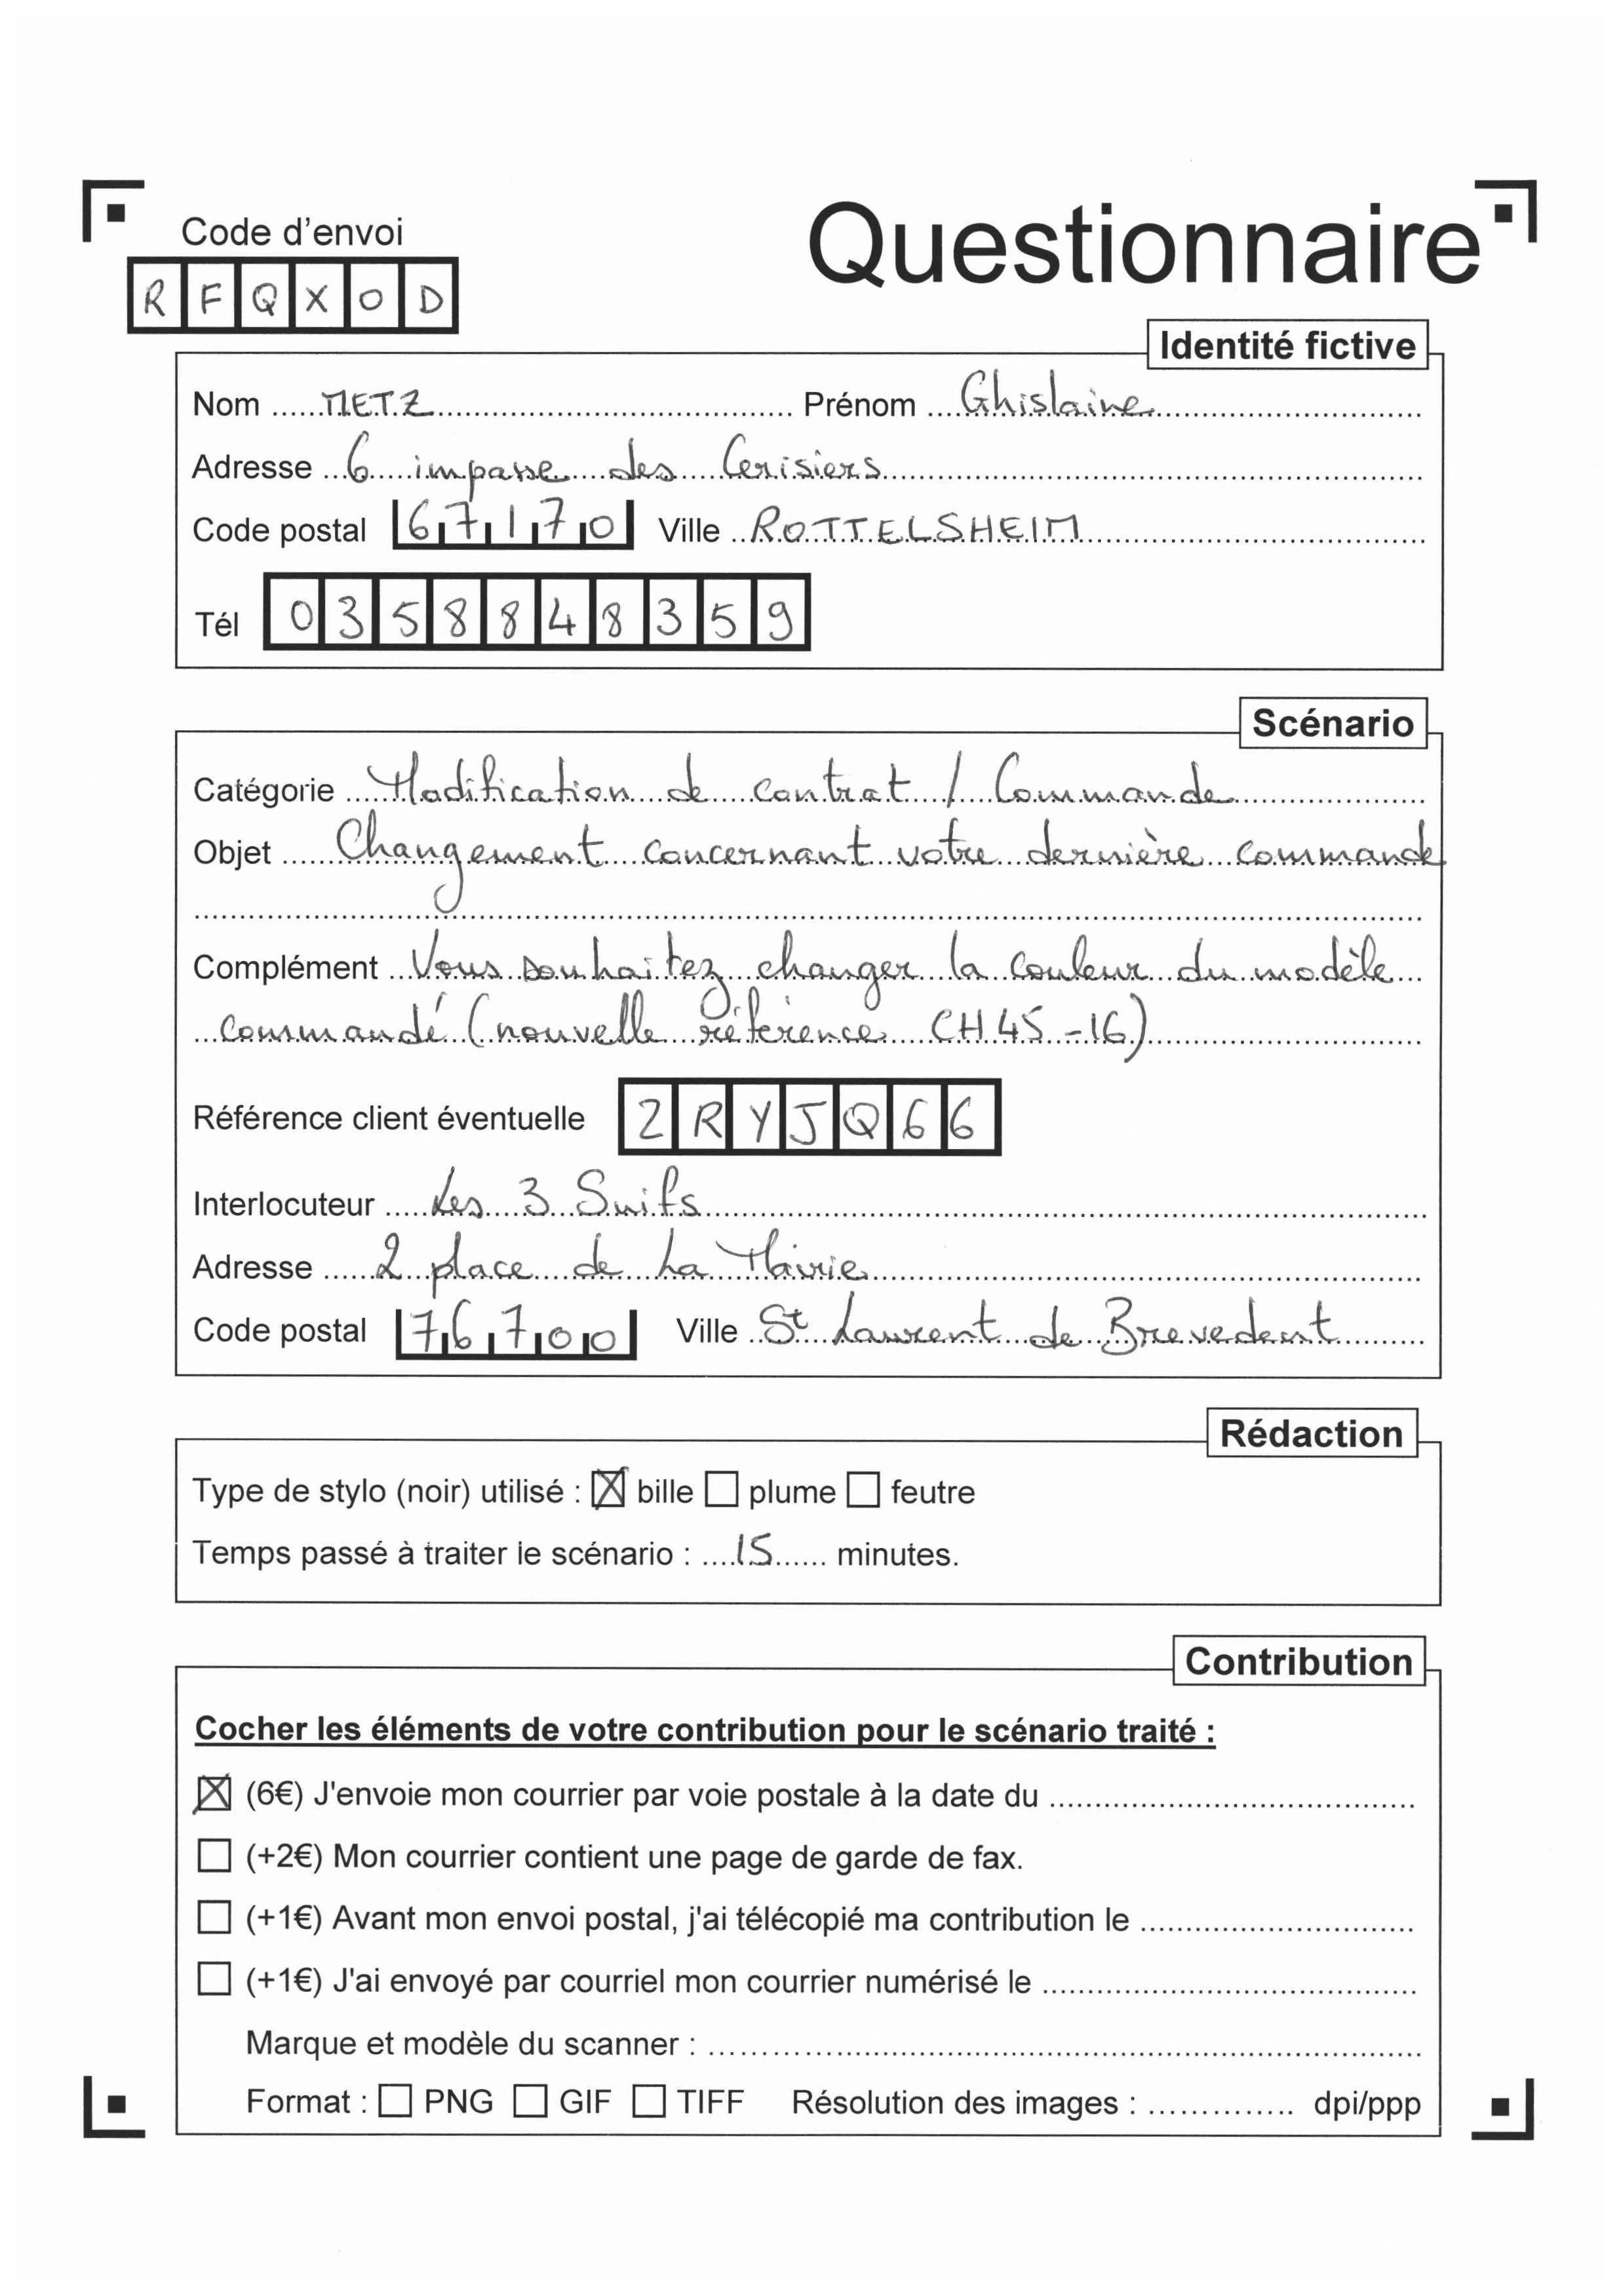 Code d'envoi
Questionnaire
R F Q X O D
Identité fictive
Nom METZ Prénom Ghislaine
Adresse 6 impasse des Cerisiers
Code postal 67170 Ville ROTTELSHEIM
Tél 0358848359
Scénario
Catégorie Modification de contrat / Commande
Objet Changement concernant votre dernière commande
Complément Vous souhaitez changer la couleur du modèle
commandé (nouvelle référence CH45-16)
Référence client éventuelle ZRYJQ66
Interlocuteur Les 3 Suifs
Adresse 2 place de La Mairie
Code postal 76700 Ville St Laurent de Brevedent
Rédaction
Type de stylo (noir) utilisé : ☒ bille ☐ plume ☐ feutre
Temps passé à traiter le scénario : 15 minutes.
Contribution
Cocher les éléments de votre contribution pour le scénario traité :
☒ (6€) J'envoie mon courrier par voie postale à la date du
☐ (+2€) Mon courrier contient une page de garde de fax.
☐ (+1€) Avant mon envoi postal, j'ai télécopié ma contribution le
☐ (+1€) J'ai envoyé par courriel mon courrier numérisé le
Marque et modèle du scanner :
Format : ☐ PNG ☐ GIF ☐ TIFF Résolution des images : dpi/ppp